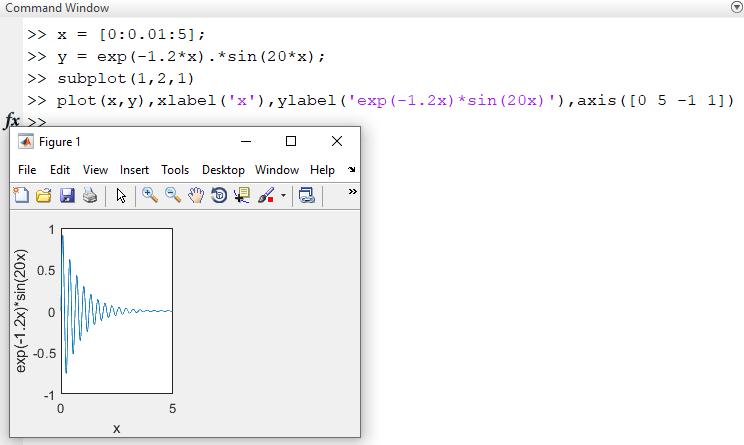 Command Window
>> x = [0:0.01:5];
>> y = exp(-1.2*x).*sin(20*x);
>> subplot(1,2,1)
>> plot(x,y),xlabel('x'),ylabel('exp(-1.2x)*sin(20x)'),axis([0 5 -1 1])
fx >>
Figure 1
File Edit View Insert Tools Desktop Window Help
1
0.5
0
-0.5
-1
exp(-1.2x)*sin(20x)
0 5
x